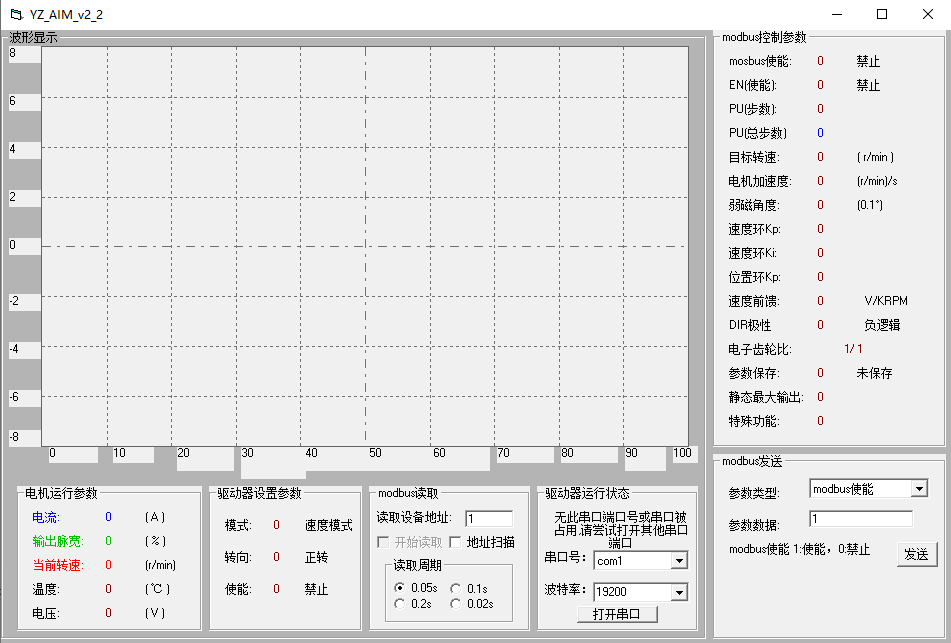 YZ_AIM_v2_2
波形显示
8
6
4
2
0
-2
-4
-6
-8
0 10 20 30 40 50 60 70 80 90 100
modbus控制参数
mosbus使能: 0 禁止
EN(使能): 0 禁止
PU(步数): 0
PU(总步数) 0
目标转速: 0 ( r/min )
电机加速度: 0 (r/min)/s
弱磁角度: 0 (0.1°)
速度环Kp: 0
速度环Ki: 0
位置环Kp: 0
速度前馈: 0 V/KRPM
DIR极性 0 负逻辑
电子齿轮比: 1/ 1
参数保存: 0 未保存
静态最大输出: 0
特殊功能: 0
电机运行参数
电流: 0 ( A )
输出脉宽: 0 ( % )
当前转速: 0 (r/min)
温度: 0 ( ℃ )
电压: 0 ( V )
驱动器设置参数
模式: 0 速度模式
转向: 0 正转
使能: 0 禁止
modbus读取
读取设备地址: 1
开始读取 地址扫描
读取周期
0.05s 0.1s
0.2s 0.02s
驱动器运行状态
无此串口端口号或串口被
占用.请尝试打开其他串口
端口
串口号： com1
波特率： 19200
打开串口
modbus发送
参数类型: modbus使能
参数数据: 1
modbus使能 1:使能，0:禁止
发送